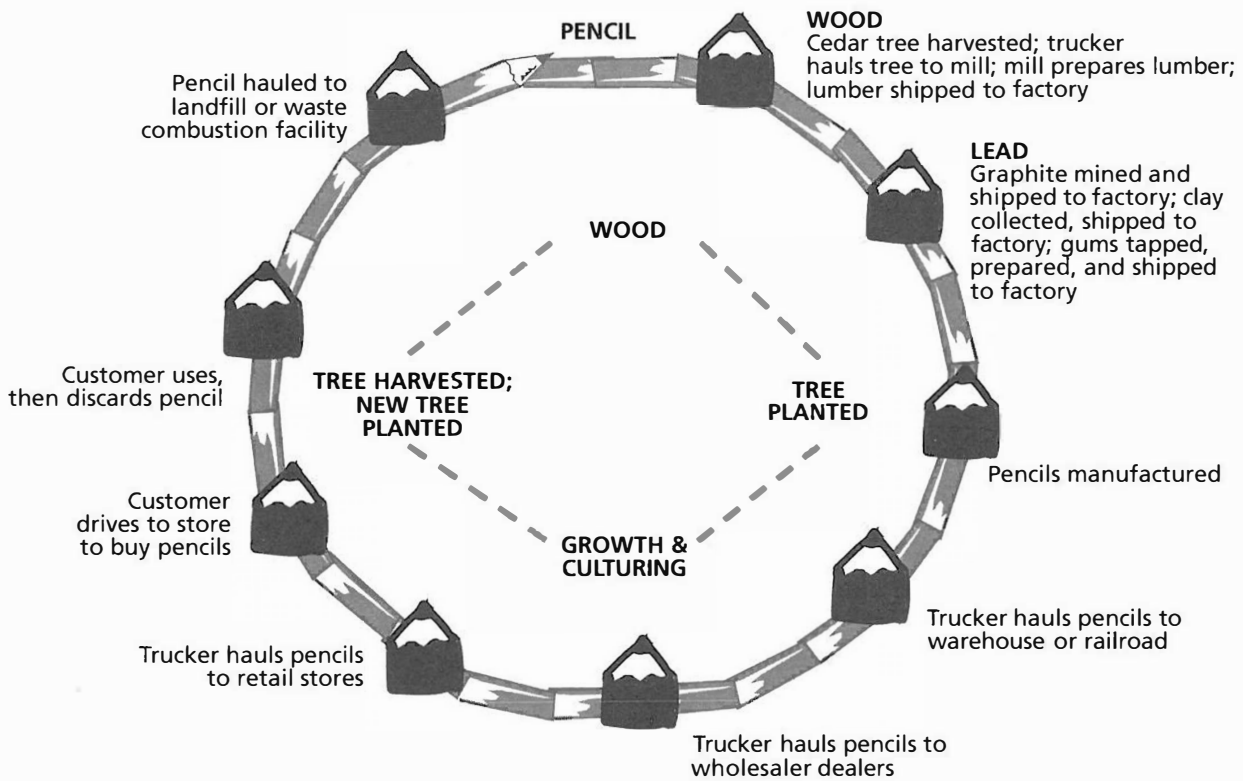 PENCIL
WOOD
Cedar tree harvested; trucker
hauls tree to mill; mill prepares lumber;
lumber shipped to factory
LEAD
Graphite mined and
shipped to factory; clay
collected, shipped to
factory; gums tapped,
prepared, and shipped
to factory
Pencils manufactured
Trucker hauls pencils to
warehouse or railroad
Trucker hauls pencils to
wholesaler dealers
Trucker hauls pencils
to retail stores
Customer
drives to store
to buy pencils
Customer uses,
then discards pencil
Pencil hauled to
landfill or waste
combustion facility
WOOD
TREE
PLANTED
GROWTH &
CULTURING
TREE HARVESTED;
NEW TREE
PLANTED